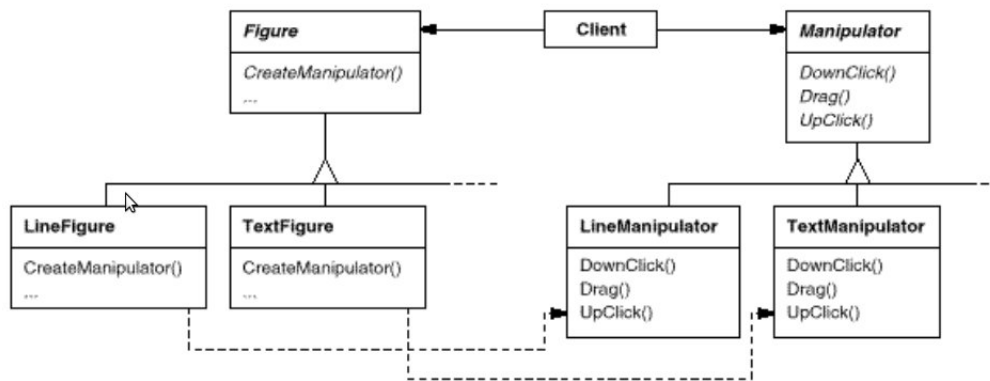 Figure
CreateManipulator()
...
Client
Manipulator
DownClick()
Drag()
UpClick()
LineFigure
CreateManipulator()
...
TextFigure
CreateManipulator()
...
LineManipulator
DownClick()
Drag()
UpClick()
TextManipulator
DownClick()
Drag()
UpClick()